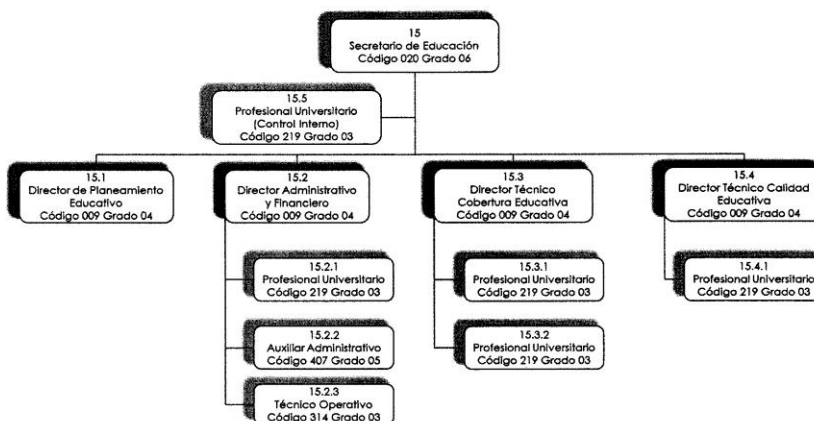 15
Secretario de Educación
Código 020 Grado 06
15.5
Profesional Universitario
(Control Interno)
Código 219 Grado 03
15.1
Director de Planeamiento
Educativo
Código 009 Grado 04
15.2
Director Administrativo
y Financiero
Código 009 Grado 04
15.3
Director Técnico
Cobertura Educativa
Código 009 Grado 04
15.4
Director Técnico Calidad
Educativa
Código 009 Grado 04
15.2.1
Profesional Universitario
Código 219 Grado 03
15.3.1
Profesional Universitario
Código 219 Grado 03
15.4.1
Profesional Universitario
Código 219 Grado 03
15.2.2
Auxiliar Administrativo
Código 407 Grado 05
15.3.2
Profesional Universitario
Código 219 Grado 03
15.2.3
Técnico Operativo
Código 314 Grado 03